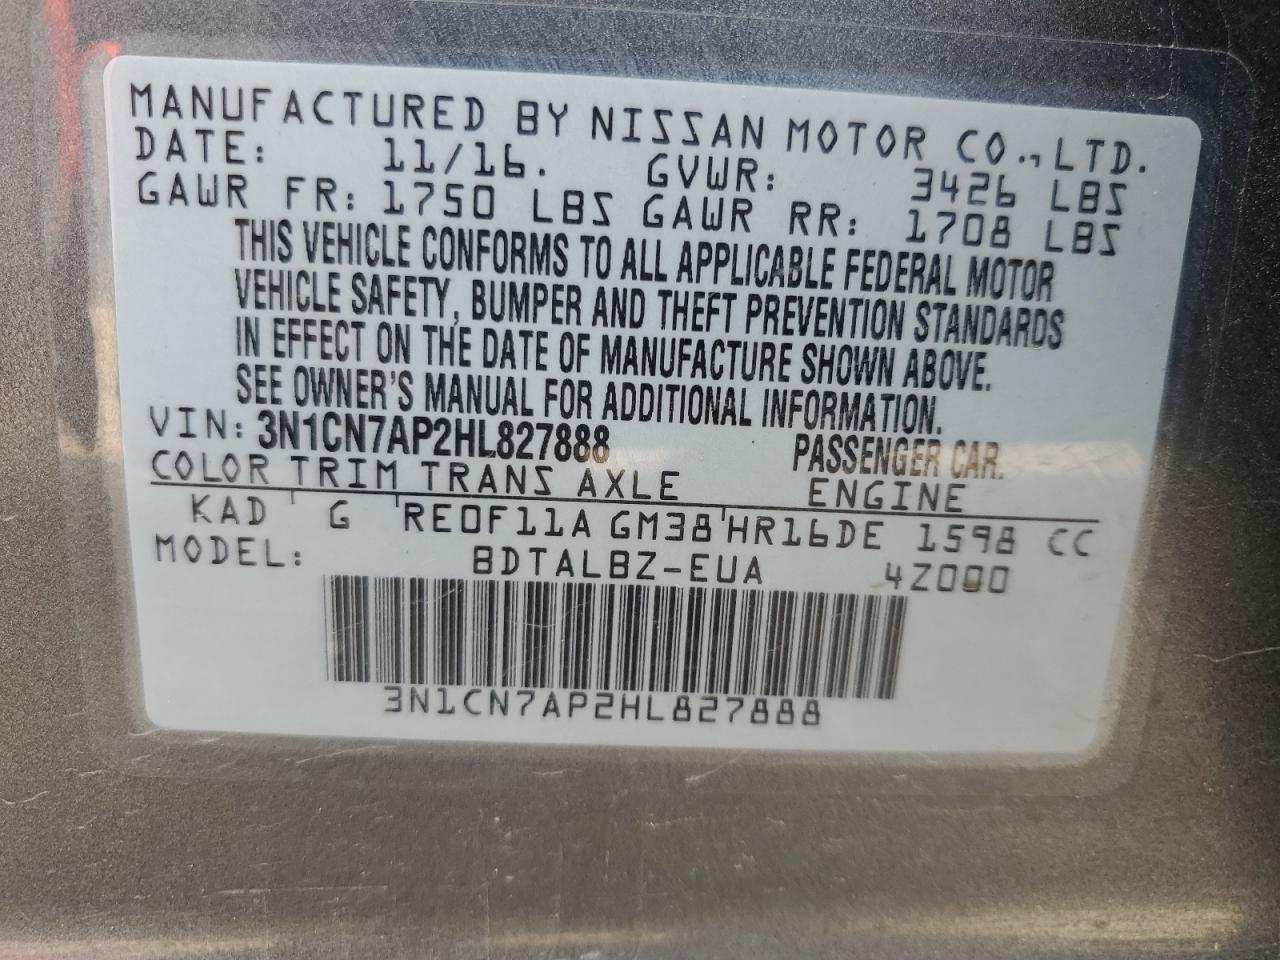 MANUFACTURED BY NISSAN MOTOR CO., LTD.
DATE: 11/16. GVWR: 3426 LBS
GAWR FR: 1750 LBS GAWR RR: 1708 LBS
THIS VEHICLE CONFORMS TO ALL APPLICABLE FEDERAL MOTOR
VEHICLE SAFETY, BUMPER AND THEFT PREVENTION STANDARDS
IN EFFECT ON THE DATE OF MANUFACTURE SHOWN ABOVE.
SEE OWNER'S MANUAL FOR ADDITIONAL INFORMATION.
VIN: 3N1CN7AP2HL827888 PASSENGER CAR.
COLOR TRIM TRANS AXLE ENGINE
KAD G RE0F11A GM38 HR16DE 1598 CC
MODEL: BDTALBZ-EUA 4Z000
3N1CN7AP2HL827888